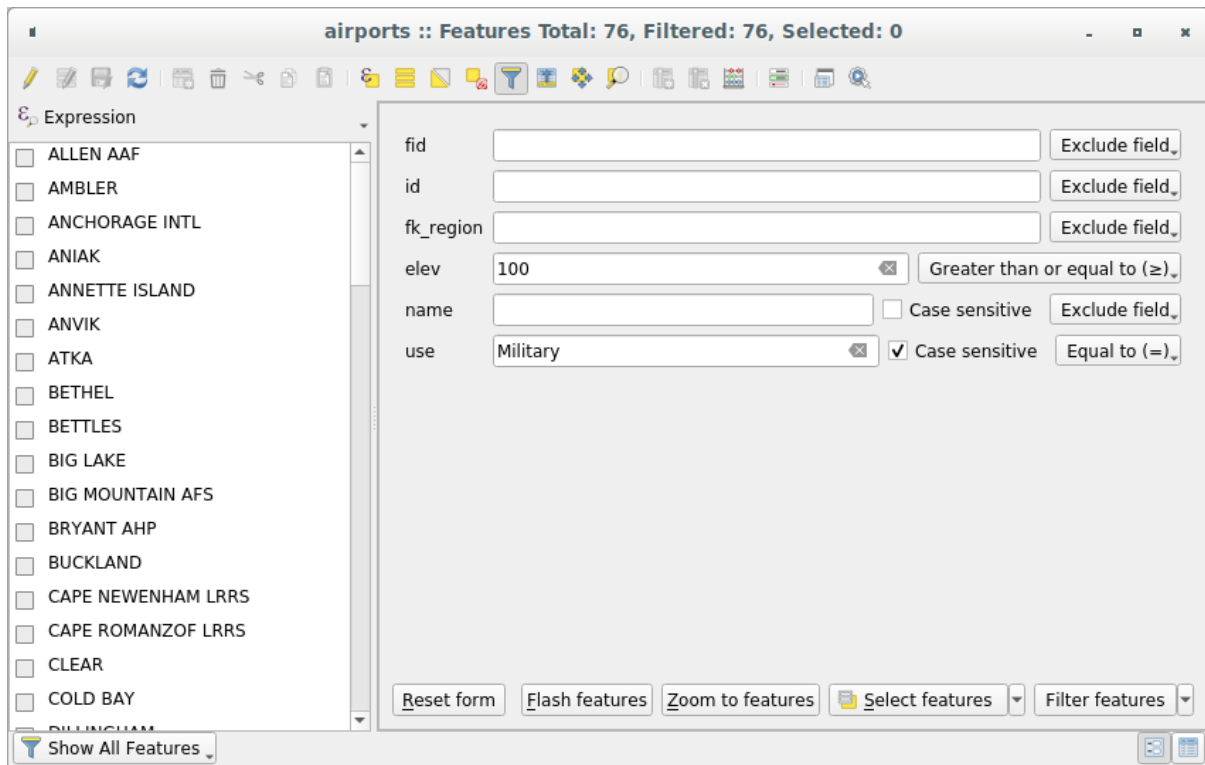 airports :: Features Total: 76, Filtered: 76, Selected: 0
Expression
ALLEN AAF
AMBLER
ANCHORAGE INTL
ANIAK
ANNETTE ISLAND
ANVIK
ATKA
BETHEL
BETTLES
BIG LAKE
BIG MOUNTAIN AFS
BRYANT AHP
BUCKLAND
CAPE NEWENHAM LRRS
CAPE ROMANZOF LRRS
CLEAR
COLD BAY
DILLINGHAM
fid Exclude field
id Exclude field
fk_region Exclude field
elev 100 Greater than or equal to (≥)
name Case sensitive Exclude field
use Military Case sensitive Equal to (=)
Reset form Flash features Zoom to features Select features Filter features
Show All Features